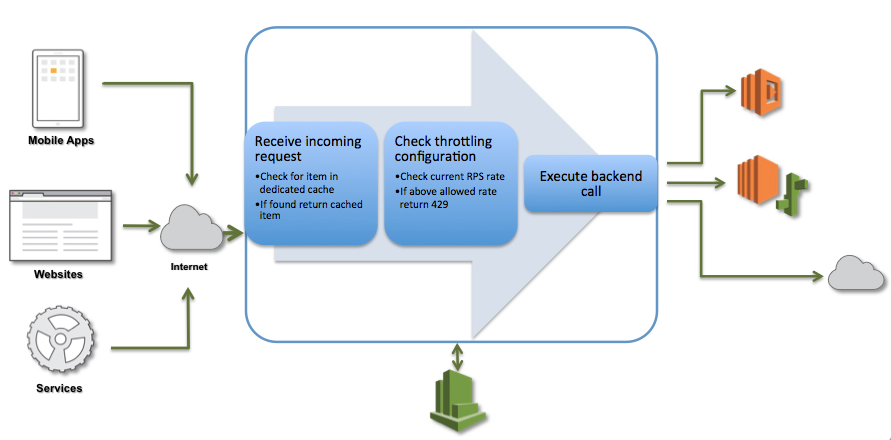 Mobile Apps
Websites
Services
Internet
Receive incoming
request
•Check for item in
dedicated cache
•If found return cached
item
Check throttling
configuration
•Check current RPS rate
•If above allowed rate
return 429
Execute backend
call